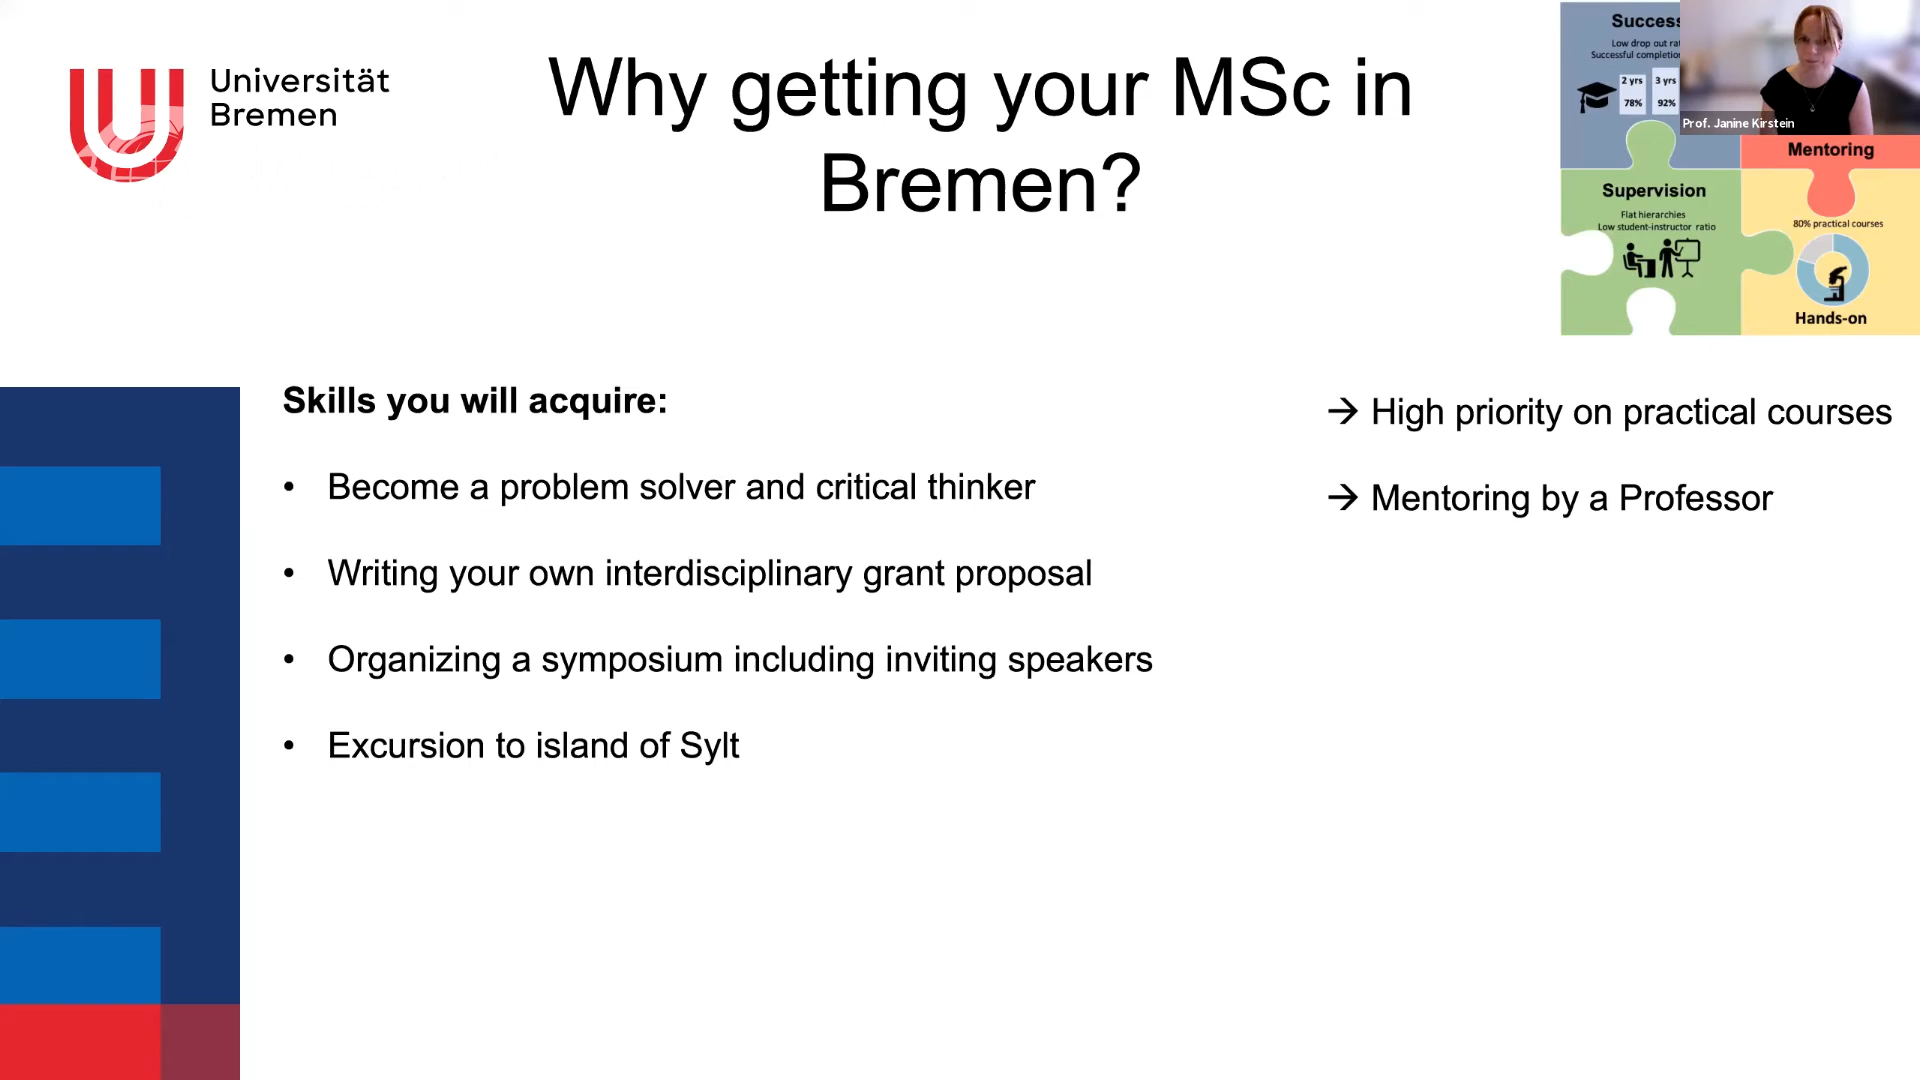 Universität
Bremen
Why getting your MSc in
Bremen?
Success
Low drop out
Successful
2 yrs 3 yrs
78% 92%
Prof. Janine Kirstein
Mentoring
Supervision
Flat hierarchies
Low student-instructor ratio
80% practical courses
Hands-on
Skills you will acquire:
• Become a problem solver and critical thinker
• Writing your own interdisciplinary grant proposal
• Organizing a symposium including inviting speakers
• Excursion to island of Sylt
→ High priority on practical courses
→ Mentoring by a Professor